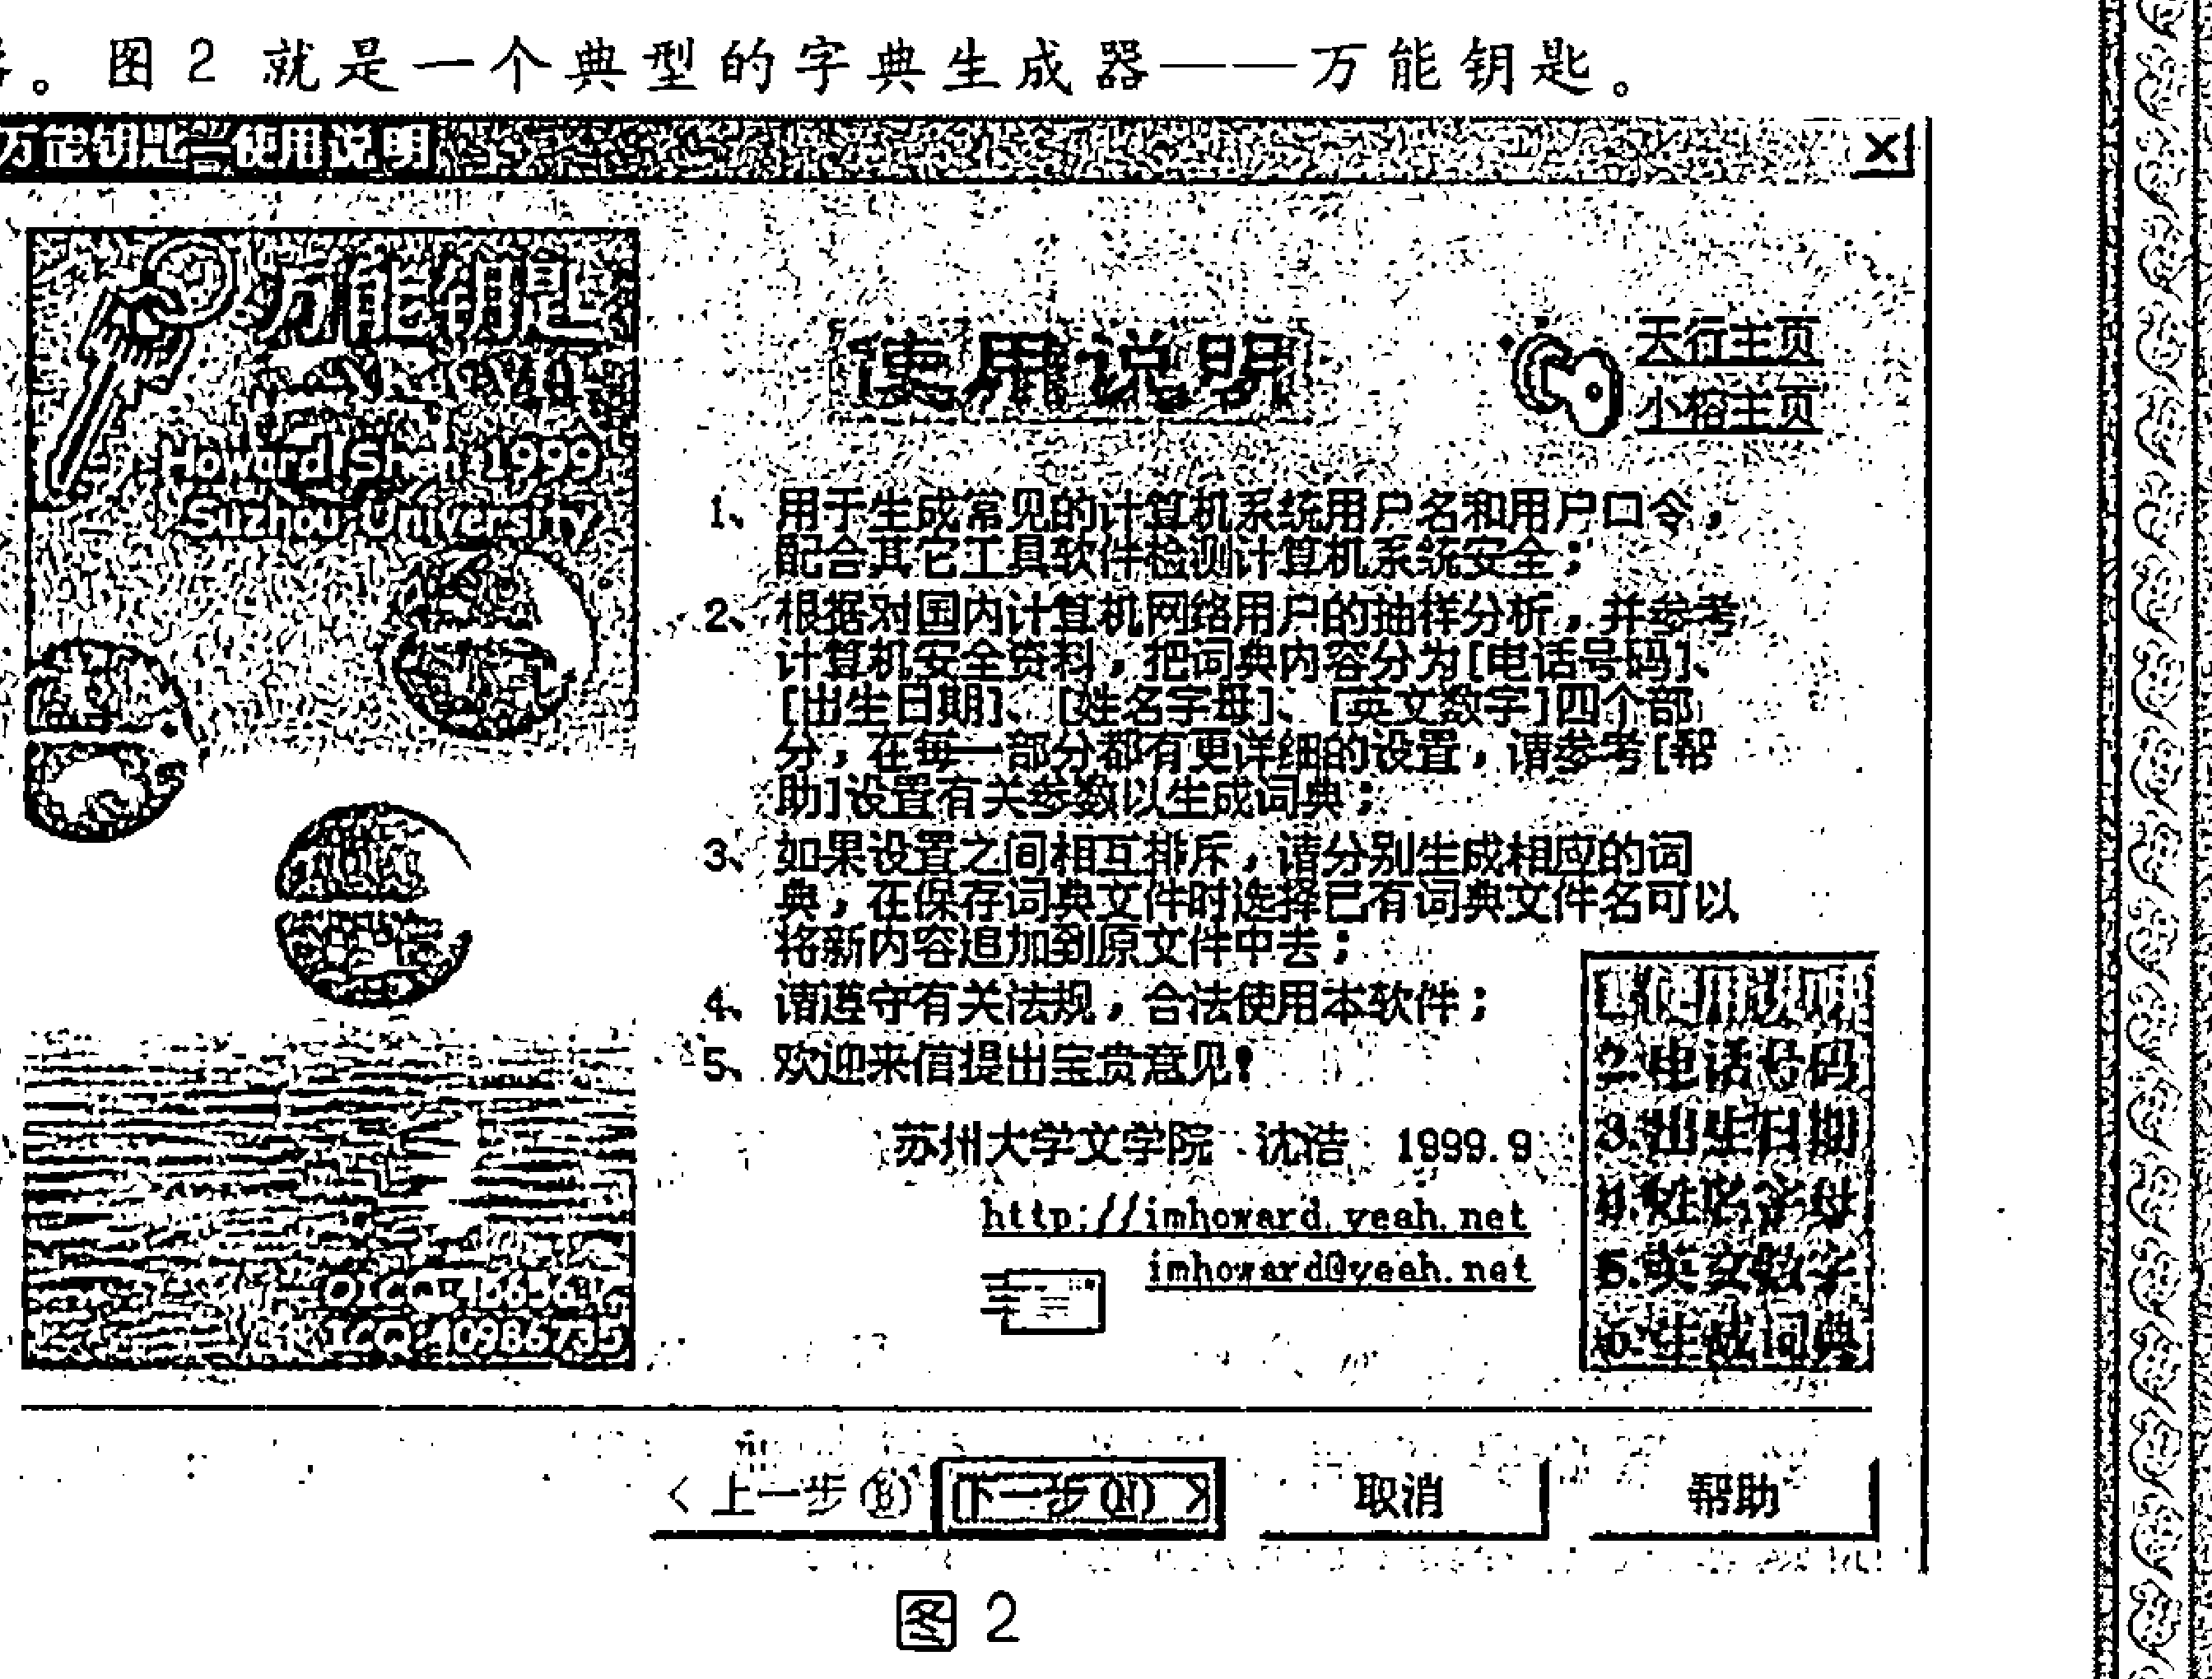 。图 2 就是一个典型的字典生成器——万能钥匙。
万能钥匙--使用说明
万能钥匙
Howard Shen 1999
Suzhou University
使用说明
天行主页
小榕主页
1、用于生成常见的计算机系统用户名和用户口令，
配合其它工具软件检测计算机系统安全；
2、根据对国内计算机网络用户的抽样分析，并参考
计算机安全资料，把词典内容分为[电话号码]、
[出生日期]、[姓名字母]、[英文数字]四个部
分，在每一部分都有更详细的设置，请参考[帮
助]设置有关参数以生成词典；
3、如果设置之间相互排斥，请分别生成相应的词
典，在保存词典文件时选择已有词典文件名可以
将新内容追加到原文件中去；
4、请遵守有关法规，合法使用本软件；
5、欢迎来信提出宝贵意见！
苏州大学文学院 沈浩 1999.9
http://imhoward.yeah.net
imhoward@yeah.net
ICQ:40986735
1.使用说明
2.电话号码
3.出生日期
4.姓名字母
5.英文数字
6.生成词典
< 上一步(B)
下一步(N) >
取消
帮助
图 2